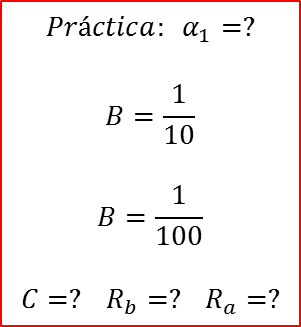 Práctica: α₁ =?
B = 1/10
B = 1/100
C =? R_b =? R_a =?